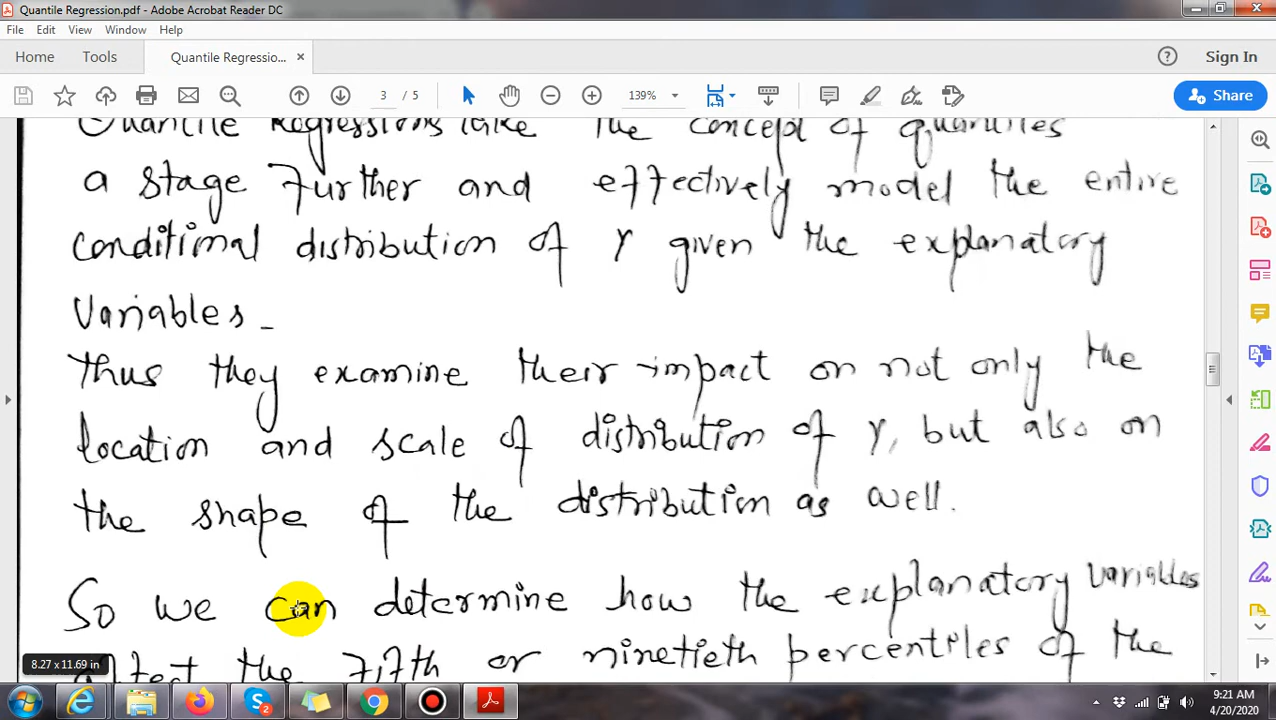 Quantile Regression.pdf - Adobe Acrobat Reader DC
File Edit View Window Help
Home Tools Quantile Regressio... ×
Sign In
3 / 5
139%
Share
Quantile Regressions take the concept of quantiles
a stage further and effectively model the entire
conditional distribution of Y given the explanatory
variables.
Thus they examine their impact on not only the
location and scale of distribution of Y, but also on
the shape of the distribution as well.
So we can determine how the explanatory variables
affect the fifth or ninetieth percentiles of the
8.27 x 11.69 in
9:21 AM
4/20/2020